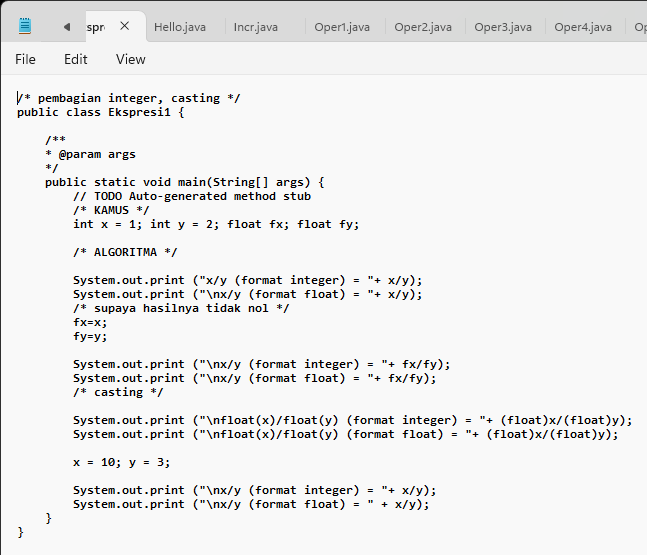 Hello.java Incr.java Oper1.java Oper2.java Oper3.java Oper4.java
File Edit View
/* pembagian integer, casting */
public class Ekspresi1 {
/**
* @param args
*/
public static void main(String[] args) {
// TODO Auto-generated method stub
/* KAMUS */
int x = 1; int y = 2; float fx; float fy;
/* ALGORITMA */
System.out.print ("x/y (format integer) = "+ x/y);
System.out.print ("\nx/y (format float) = "+ x/y);
/* supaya hasilnya tidak nol */
fx=x;
fy=y;
System.out.print ("\nx/y (format integer) = "+ fx/fy);
System.out.print ("\nx/y (format float) = "+ fx/fy);
/* casting */
System.out.print ("\nfloat(x)/float(y) (format integer) = "+ (float)x/(float)y);
System.out.print ("\nfloat(x)/float(y) (format float) = "+ (float)x/(float)y);
x = 10; y = 3;
System.out.print ("\nx/y (format integer) = "+ x/y);
System.out.print ("\nx/y (format float) = " + x/y);
}
}